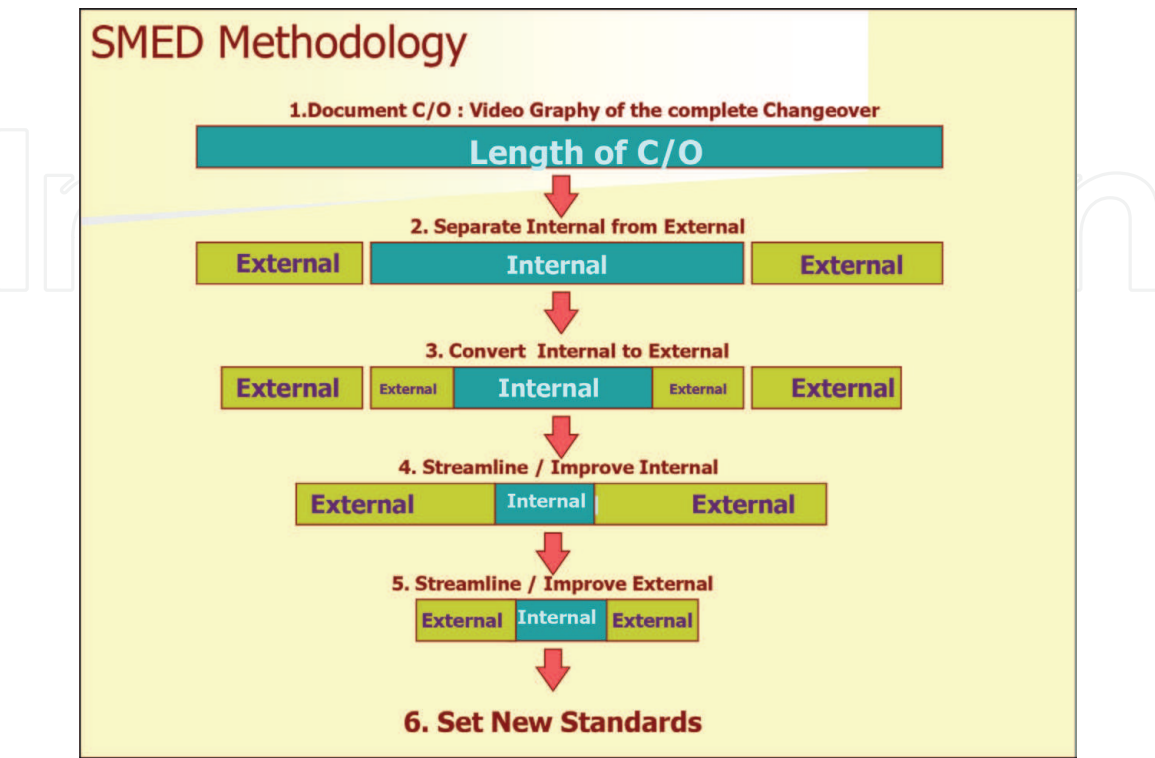 SMED Methodology
1.Document C/O : Video Graphy of the complete Changeover
Length of C/O
2. Separate Internal from External
External Internal External
3. Convert Internal to External
External External Internal External External
4. Streamline / Improve Internal
External Internal External
5. Streamline / Improve External
External Internal External
6. Set New Standards